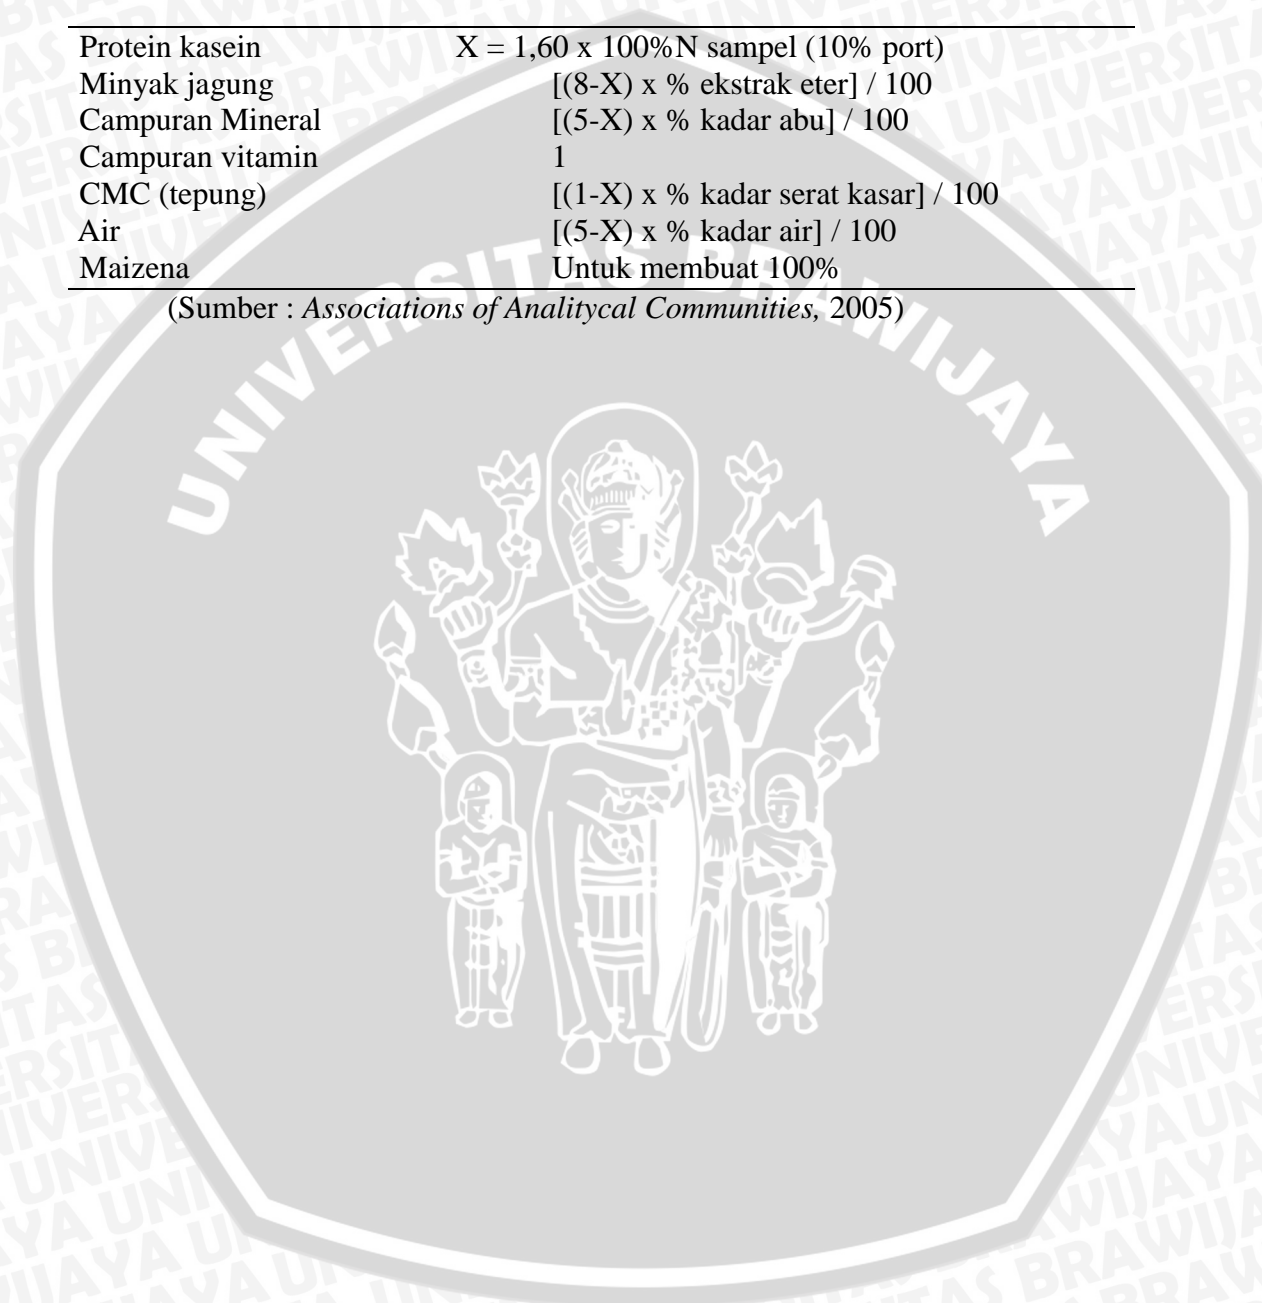 Protein kasein X = 1,60 x 100%N sampel (10% port)
Minyak jagung [(8-X) x % ekstrak eter] / 100
Campuran Mineral [(5-X) x % kadar abu] / 100
Campuran vitamin 1
CMC (tepung) [(1-X) x % kadar serat kasar] / 100
Air [(5-X) x % kadar air] / 100
Maizena Untuk membuat 100%
(Sumber : Associations of Analitycal Communities, 2005)
UNIVERSITAS BRAWIJAYA